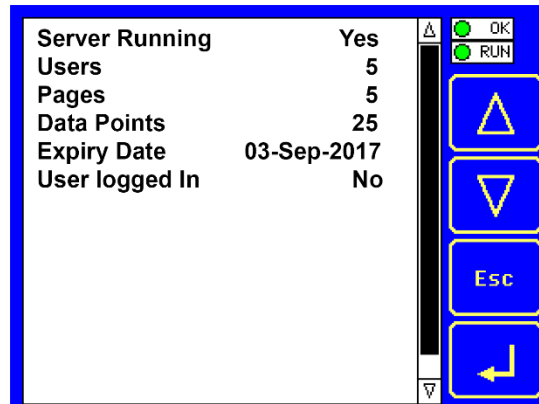 Server Running Yes
Users 5
Pages 5
Data Points 25
Expiry Date 03-Sep-2017
User logged In No
OK
RUN
Esc